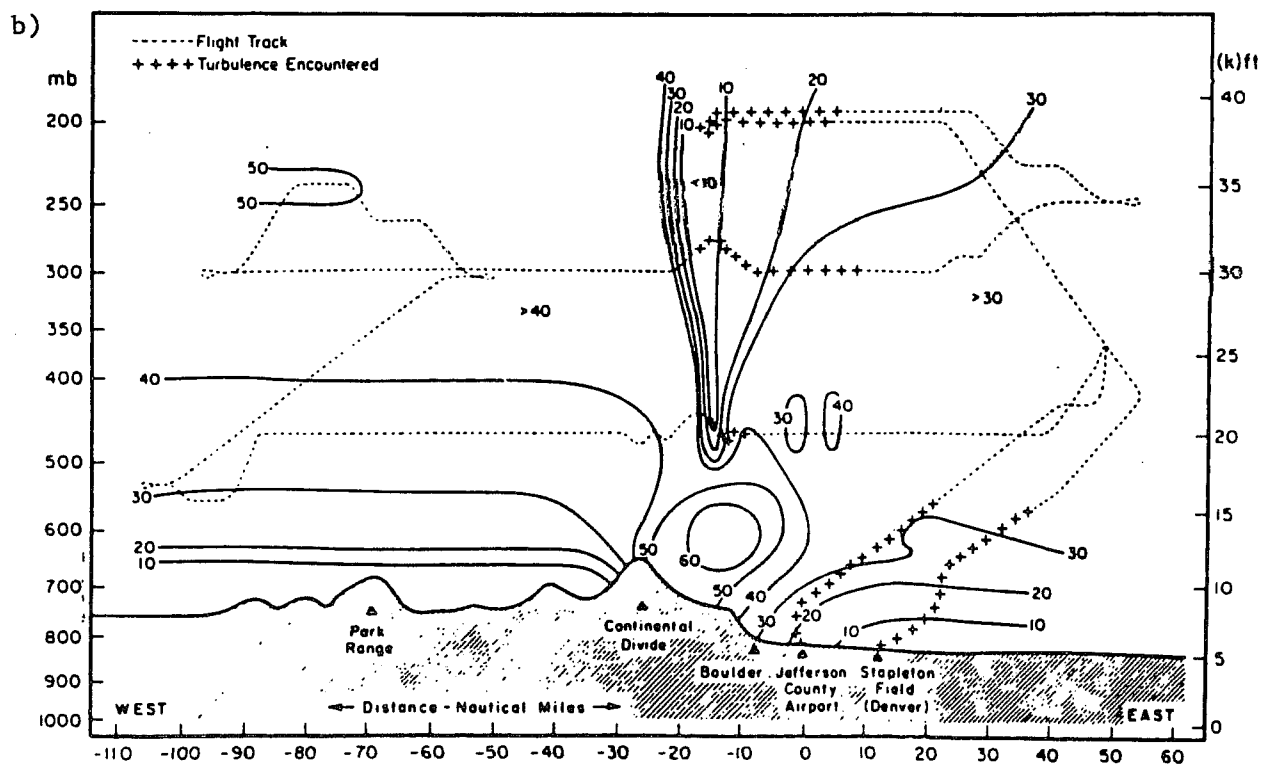 b)
------- Flight Track
++++ Turbulence Encountered
mb
(k)ft
200
250
300
350
400
500
600
700
800
900
1000
40
35
30
25
20
15
10
5
0
40
30
20
10
10
20
30
<10
50
50
>40
>30
40
30
40
30
20
10
50
60
50
40
30
20
10
30
20
10
Park
Range
Continental
Divide
Boulder
Jefferson
County
Airport
Stapleton
Field
(Denver)
WEST
Distance - Nautical Miles
EAST
-110 -100 -90 -80 -70 -60 -50 -40 -30 -20 -10 0 10 20 30 40 50 60